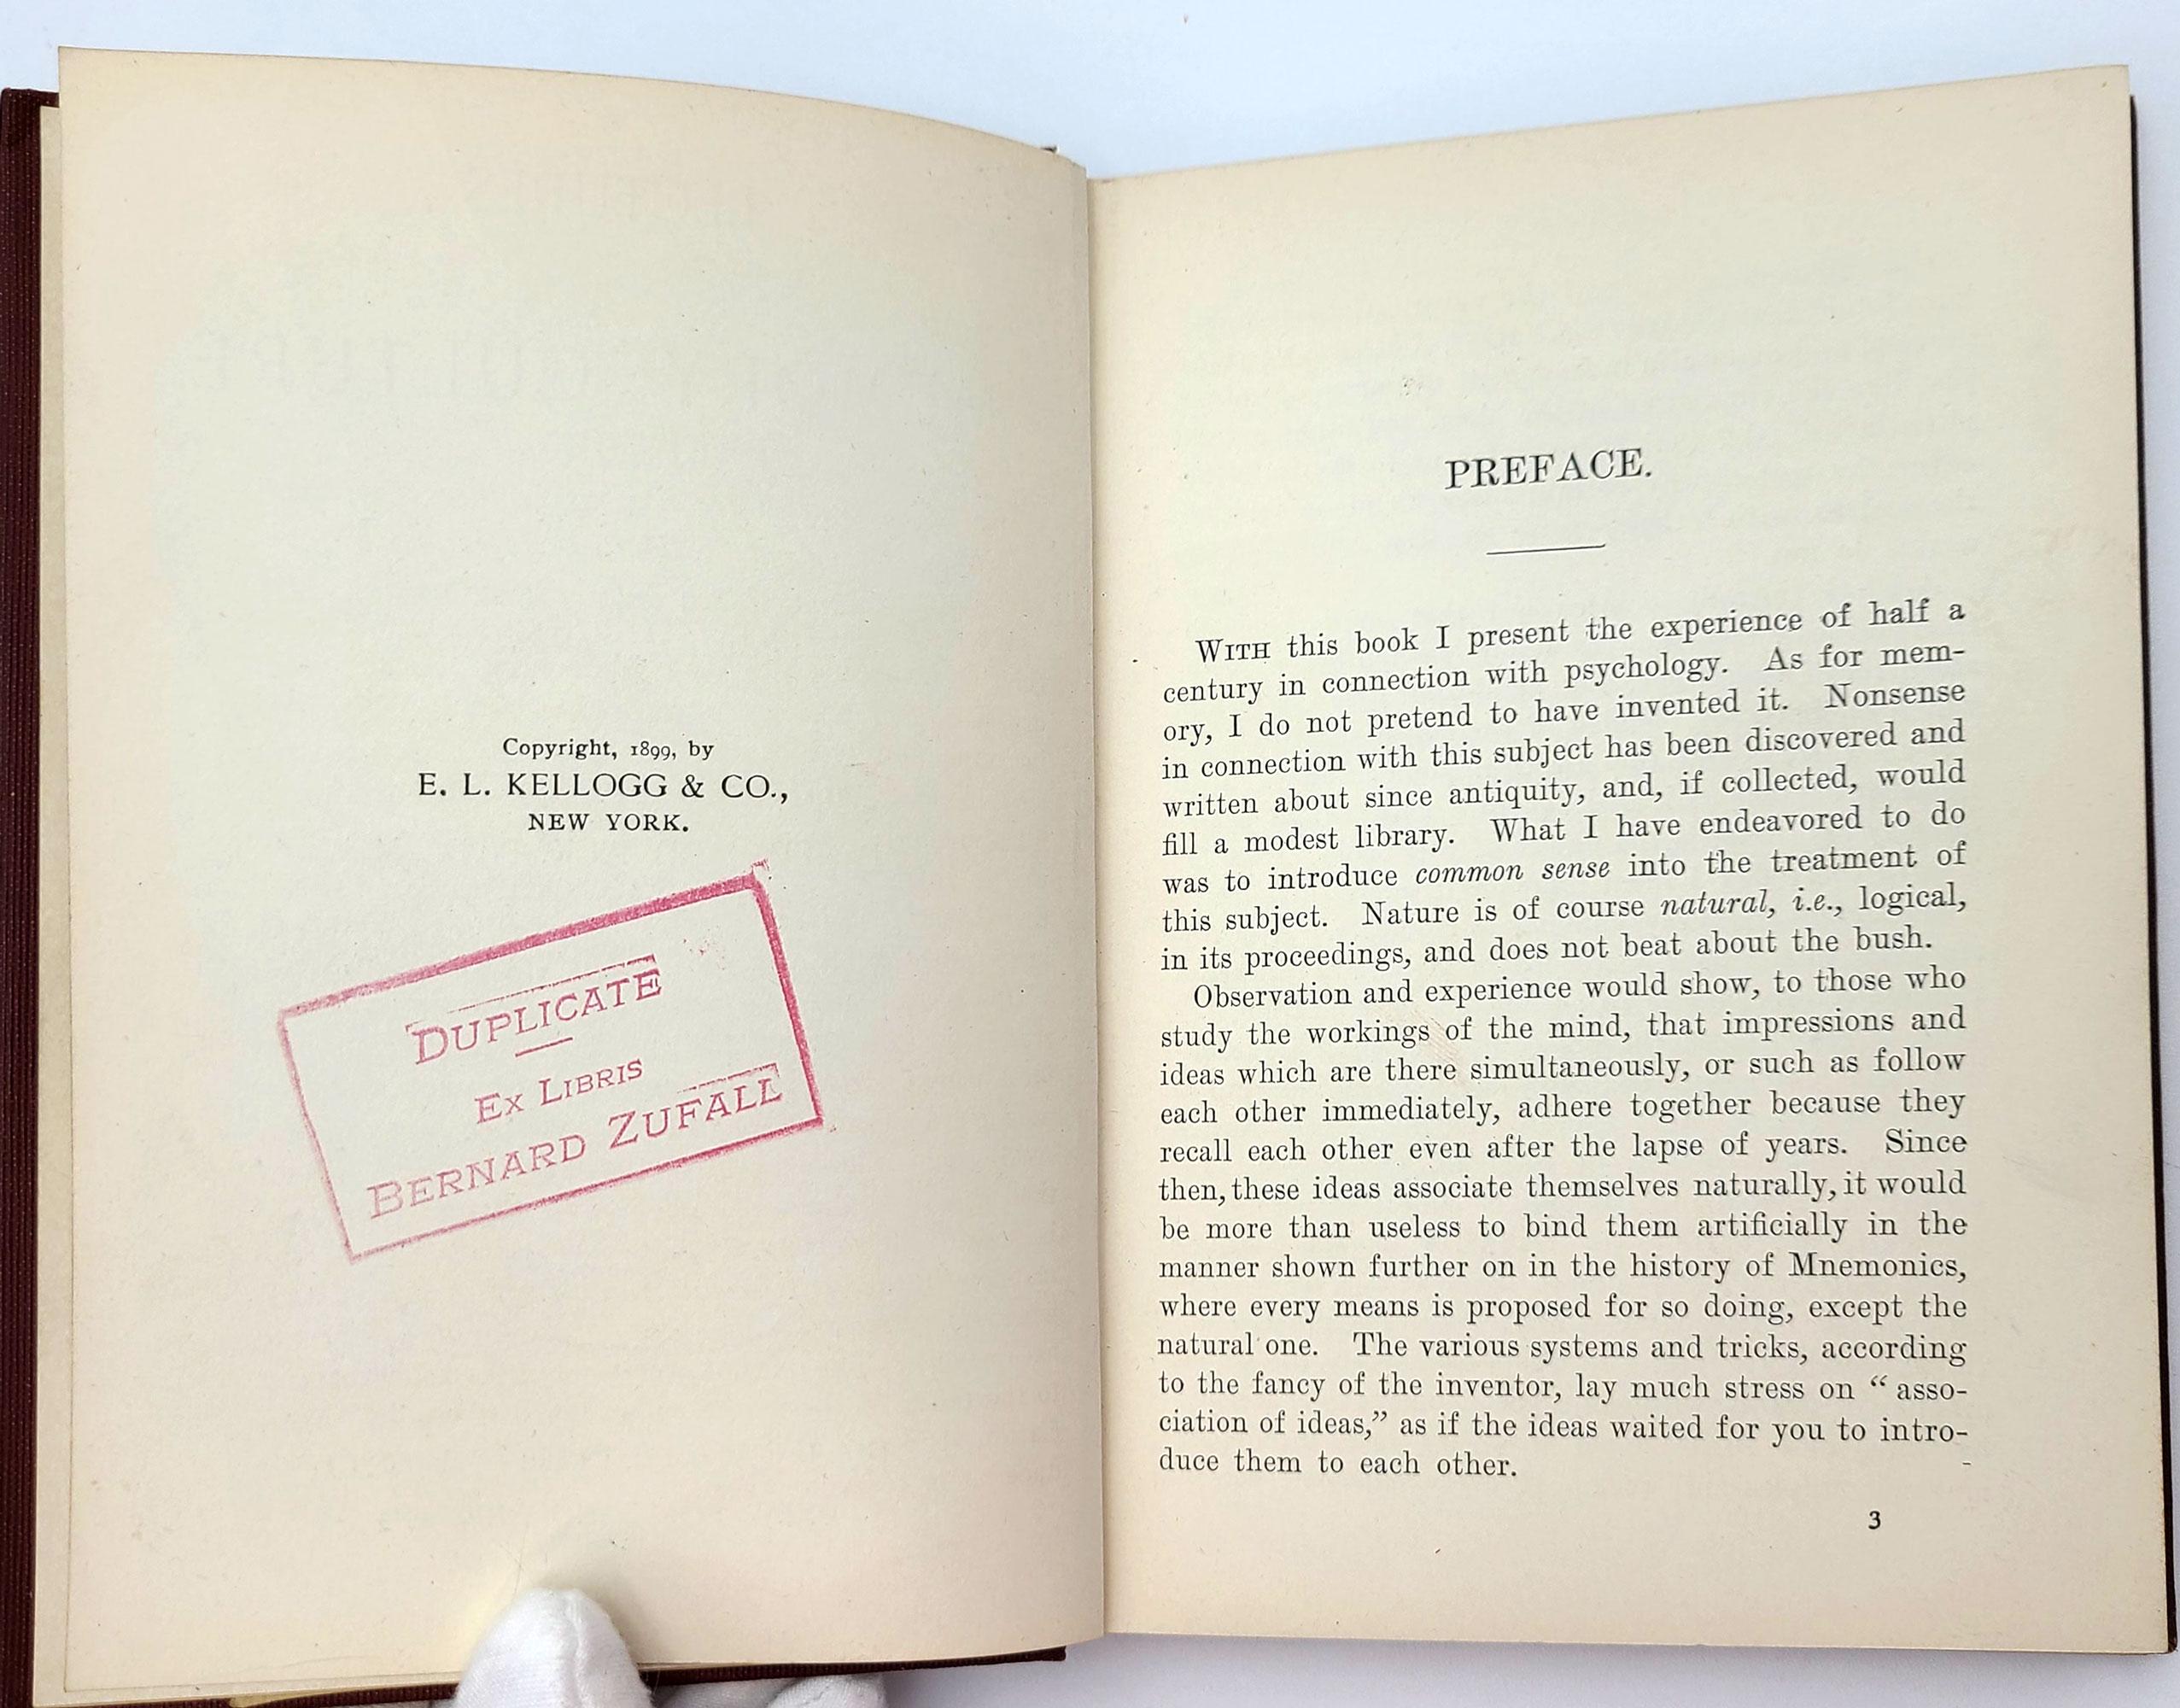 Copyright, 1899, by
E. L. KELLOGG & CO.,
NEW YORK.
DUPLICATE
EX LIBRIS
BERNARD ZUFALL
PREFACE.
WITH this book I present the experience of half a
century in connection with psychology. As for mem-
ory, I do not pretend to have invented it. Nonsense
in connection with this subject has been discovered and
written about since antiquity, and, if collected, would
fill a modest library. What I have endeavored to do
was to introduce common sense into the treatment of
this subject. Nature is of course natural, i.e., logical,
in its proceedings, and does not beat about the bush.
Observation and experience would show, to those who
study the workings of the mind, that impressions and
ideas which are there simultaneously, or such as follow
each other immediately, adhere together because they
recall each other even after the lapse of years. Since
then, these ideas associate themselves naturally, it would
be more than useless to bind them artificially in the
manner shown further on in the history of Mnemonics,
where every means is proposed for so doing, except the
natural one. The various systems and tricks, according
to the fancy of the inventor, lay much stress on “ asso-
ciation of ideas,” as if the ideas waited for you to intro-
duce them to each other.
3